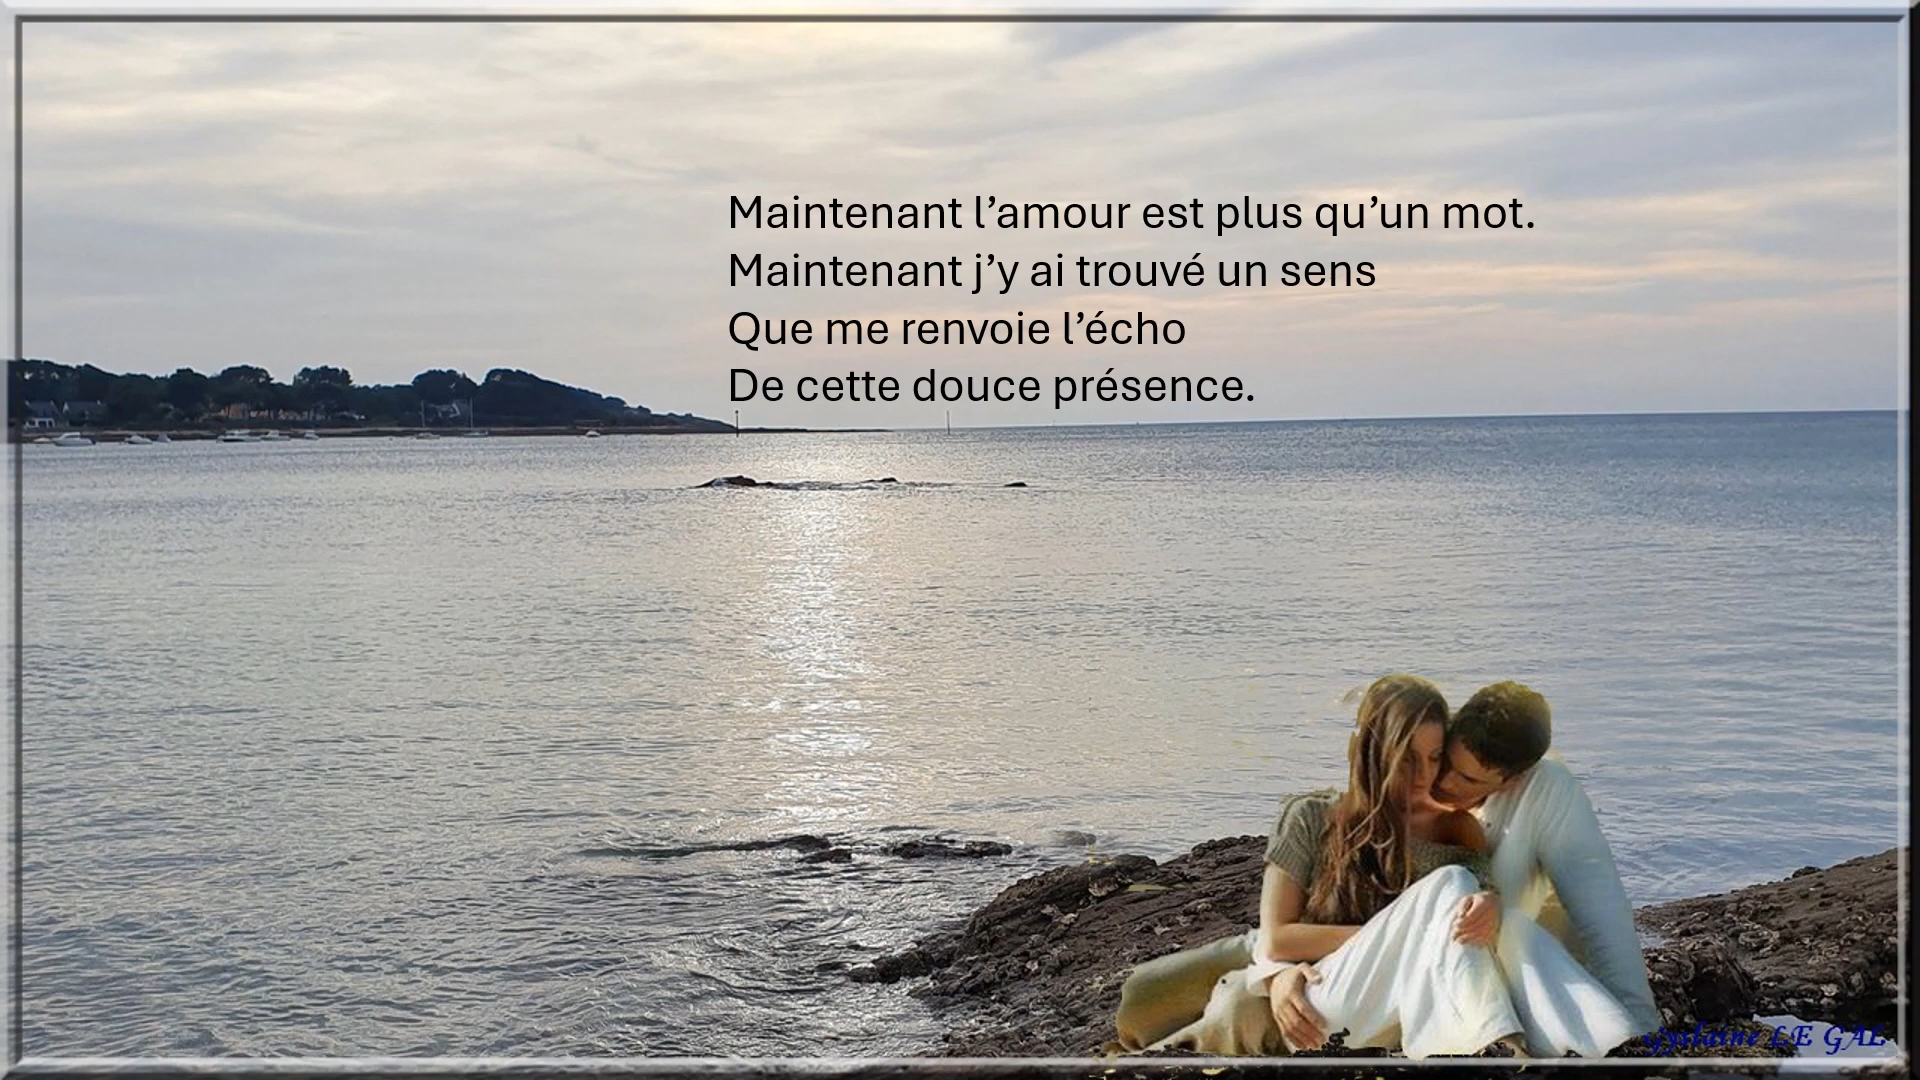 Maintenant l’amour est plus qu’un mot.
Maintenant j’y ai trouvé un sens
Que me renvoie l’écho
De cette douce présence.
Gyslaine LE GAL